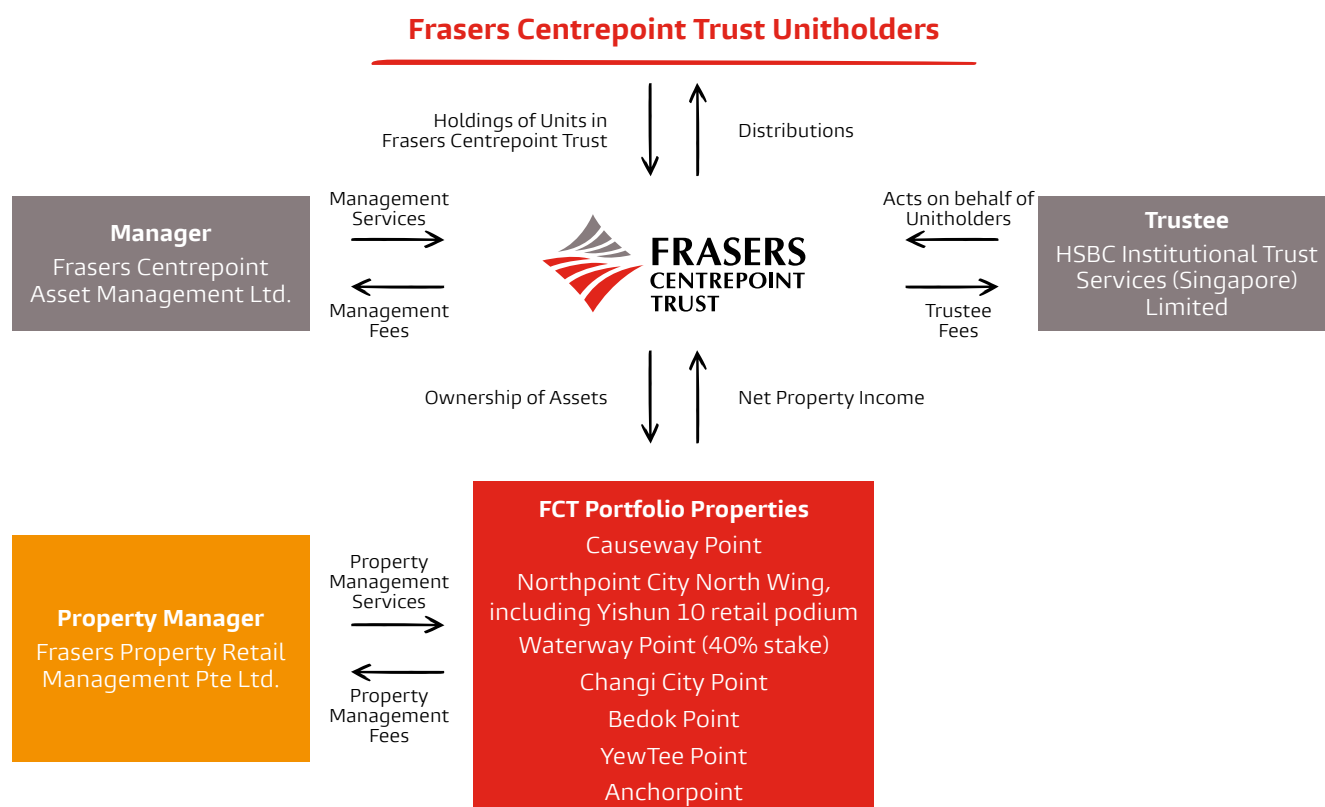 Frasers Centrepoint Trust Unitholders
Holdings of Units in
Frasers Centrepoint Trust
Distributions
Manager
Frasers Centrepoint
Asset Management Ltd.
Management
Services
Management
Fees
FRASERS
CENTREPOINT
TRUST
Acts on behalf of
Unitholders
Trustee
Fees
Trustee
HSBC Institutional Trust
Services (Singapore)
Limited
Ownership of Assets
Net Property Income
Property Manager
Frasers Property Retail
Management Pte Ltd.
Property
Management
Services
Property
Management
Fees
FCT Portfolio Properties
Causeway Point
Northpoint City North Wing,
including Yishun 10 retail podium
Waterway Point (40% stake)
Changi City Point
Bedok Point
YewTee Point
Anchorpoint